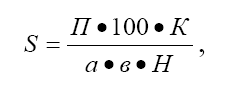 S = П • 100 • К
а • в • Н ,